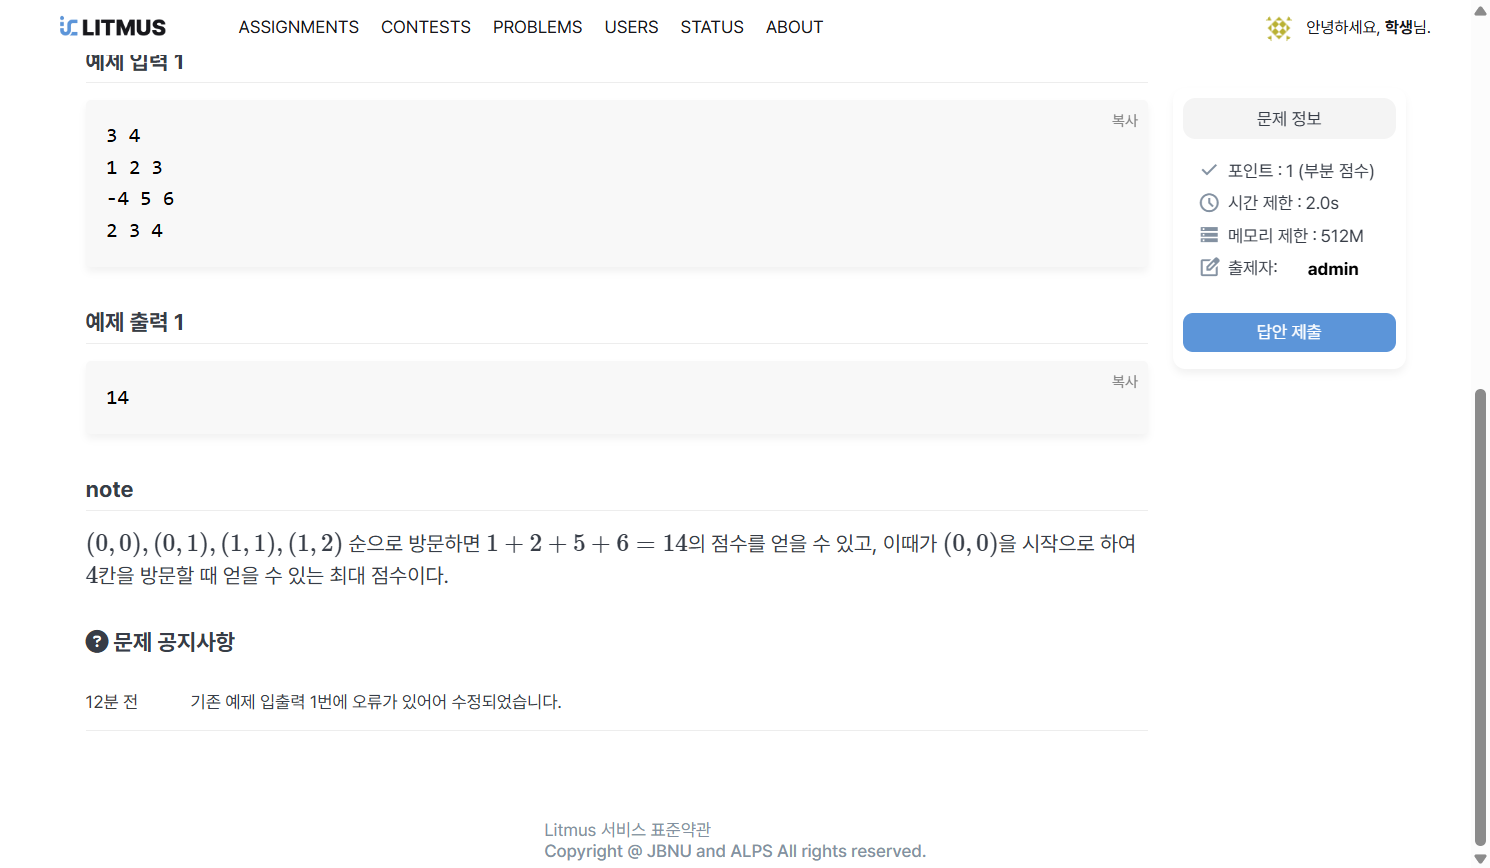 LITMUS
ASSIGNMENTS CONTESTS PROBLEMS USERS STATUS ABOUT
안녕하세요, 학생님.
예제 입력 1
복사
3 4
1 2 3
-4 5 6
2 3 4
예제 출력 1
복사
14
note
(0, 0), (0, 1), (1, 1), (1, 2) 순으로 방문하면 1 + 2 + 5 + 6 = 14의 점수를 얻을 수 있고, 이때가 (0, 0)을 시작으로 하여
4칸을 방문할 때 얻을 수 있는 최대 점수이다.
? 문제 공지사항
12분 전 기존 예제 입출력 1번에 오류가 있어어 수정되었습니다.
문제 정보
포인트 : 1 (부분 점수)
시간 제한 : 2.0s
메모리 제한 : 512M
출제자: admin
답안 제출
Litmus 서비스 표준약관
Copyright @ JBNU and ALPS All rights reserved.